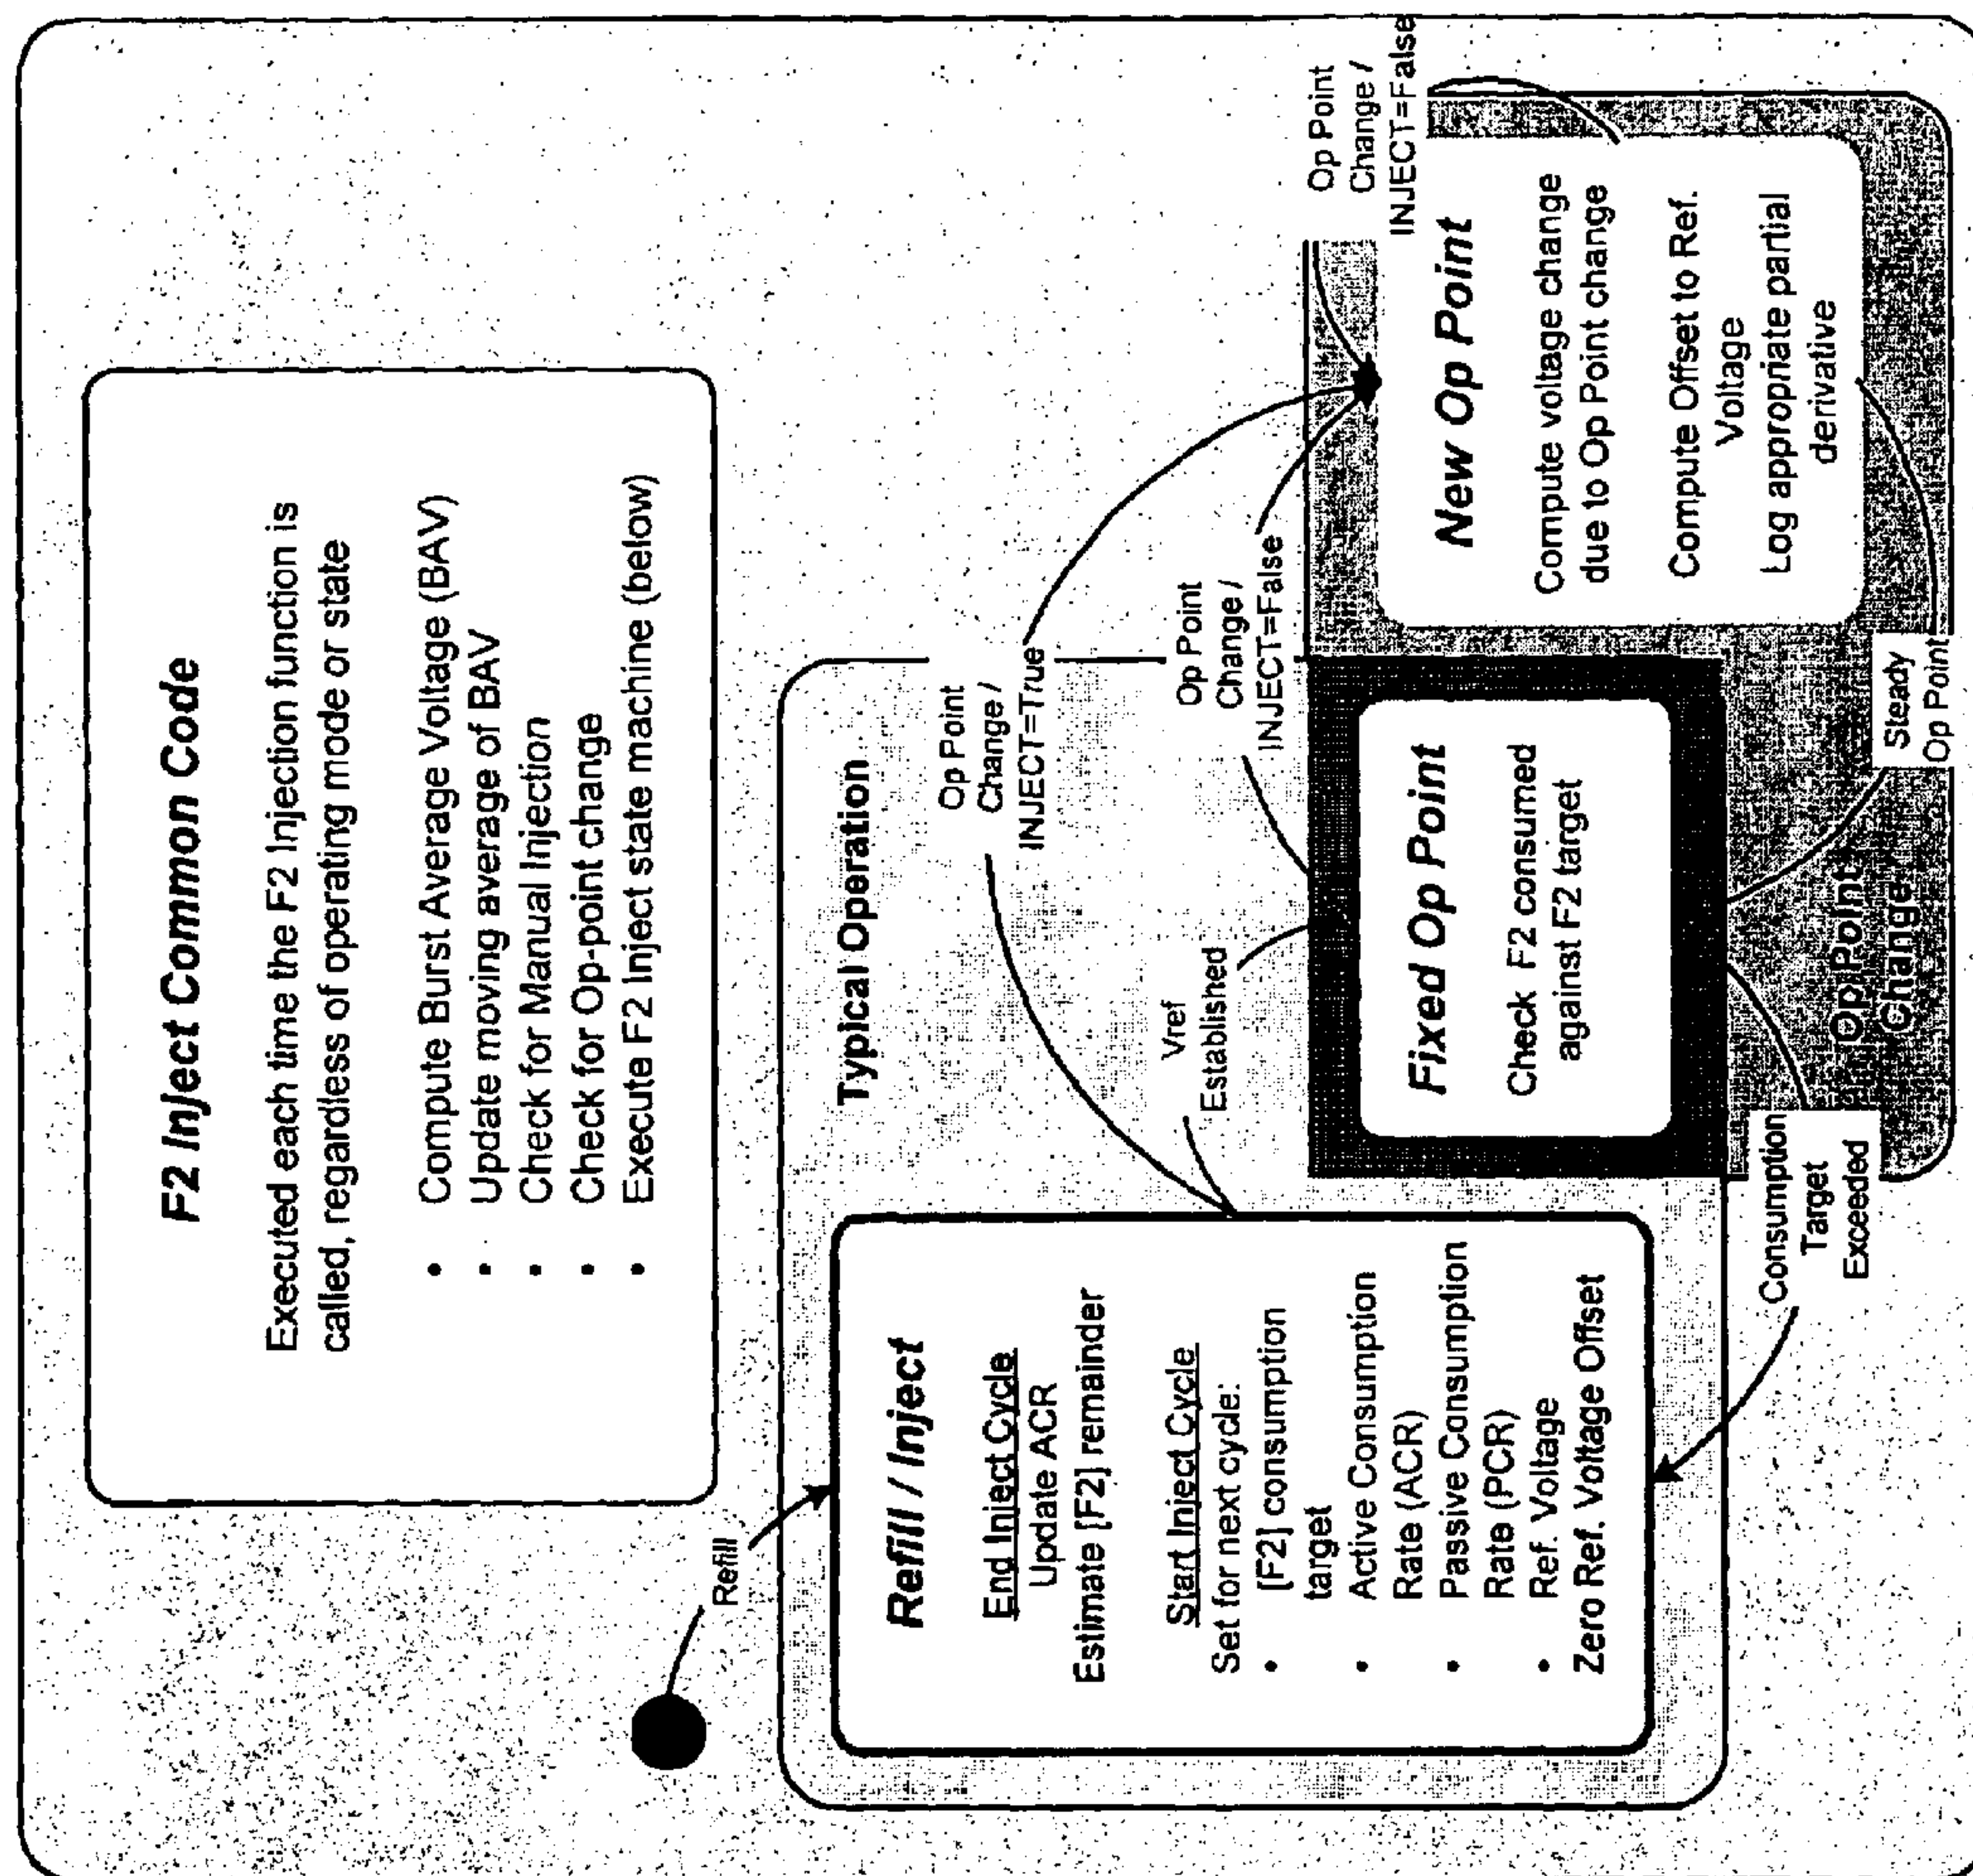 F2 Inject Common Code
Executed each time the F2 Injection function is
called, regardless of operating mode or state
• Compute Burst Average Voltage (BAV)
• Update moving average of BAV
• Check for Manual Injection
• Check for Op-point change
• Execute F2 Inject state machine (below)
Refill
Typical Operation
Refill / Inject
End Inject Cycle
Update ACR
Estimate [F2] remainder
Start Inject Cycle
Set for next cycle:
• [F2] consumption
target
• Active Consumption
Rate (ACR)
• Passive Consumption
Rate (PCR)
• Ref. Voltage
Zero Ref. Voltage Offset
Op Point
Change /
INJECT=True
Vref
Established
Op Point
Change /
INJECT=False
Fixed Op Point
Check F2 consumed
against F2 target
Op Point
Change /
INJECT=False
New Op Point
Compute voltage change
due to Op Point change
Compute Offset to Ref.
Voltage
Log appropriate partial
derivative
Consumption
Target
Exceeded
Op Point
Change
Steady
Op Point